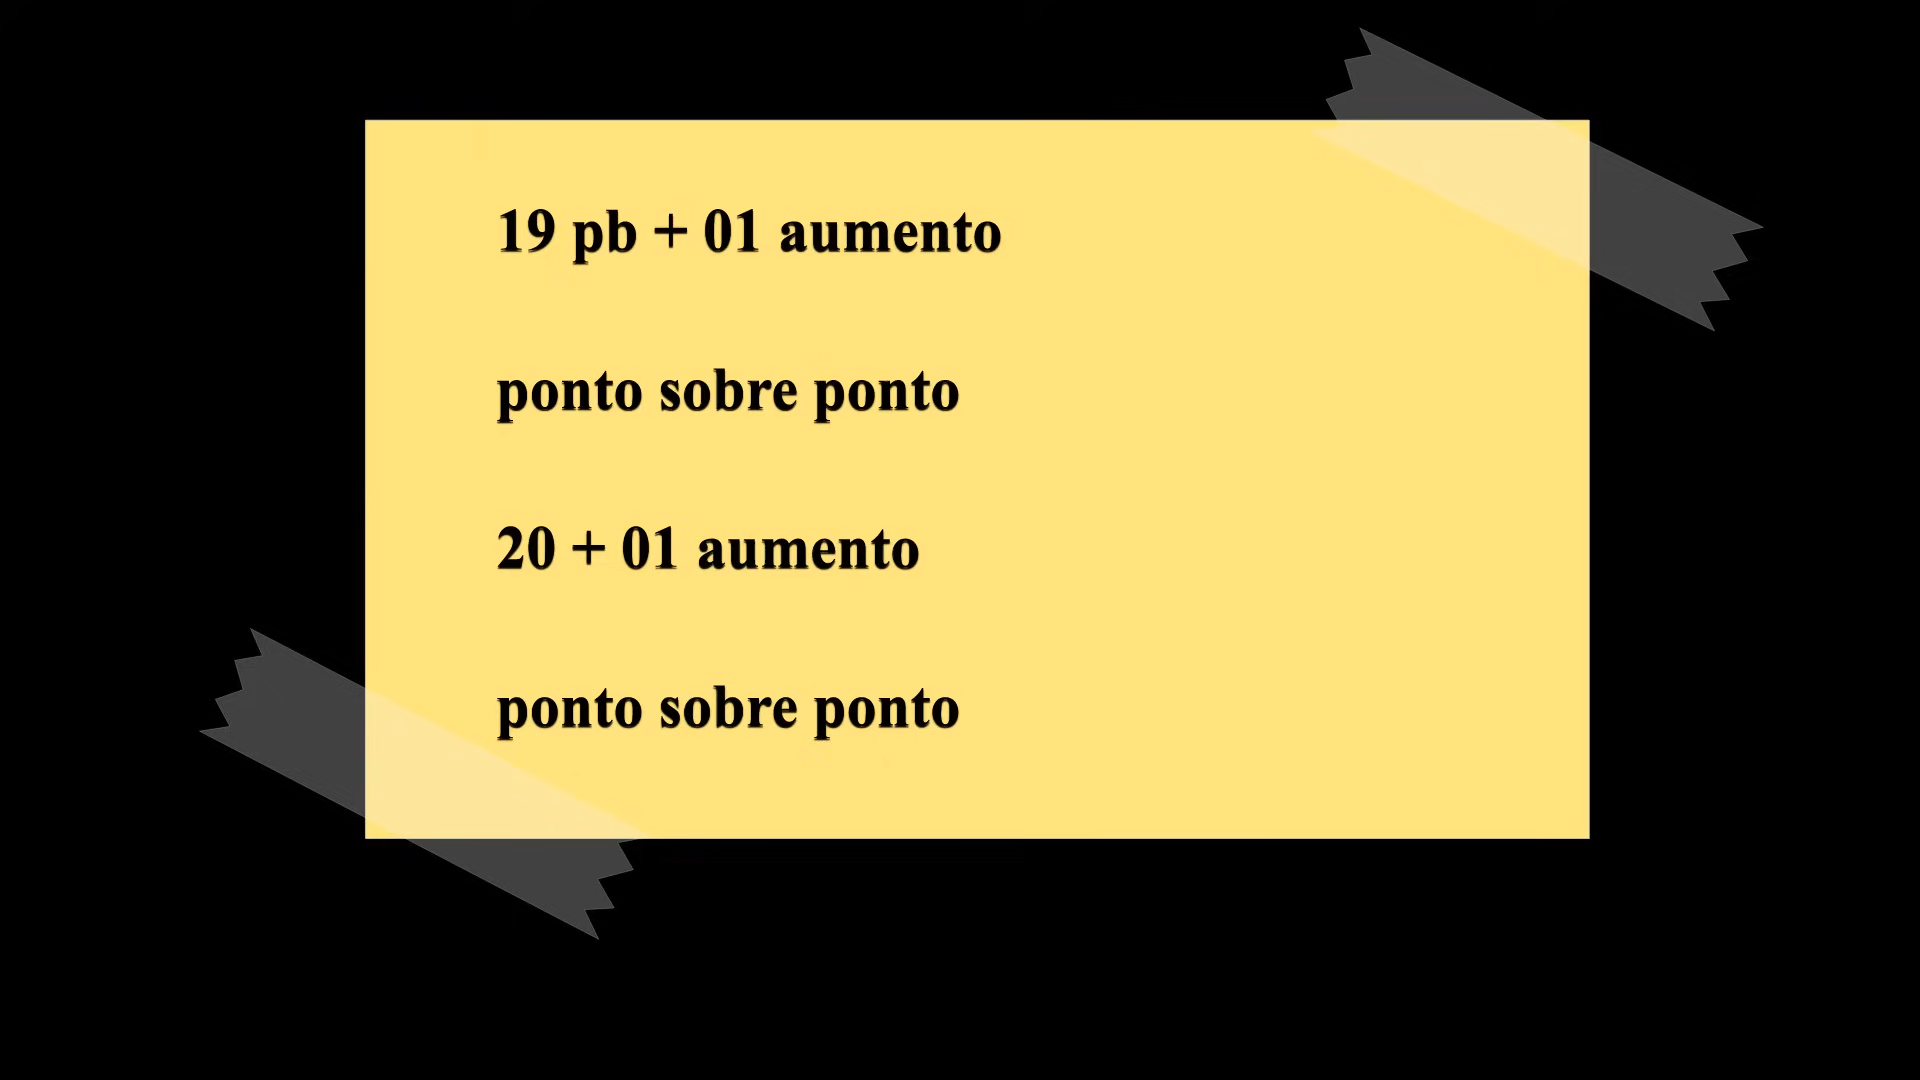 19 pb + 01 aumento
ponto sobre ponto
20 + 01 aumento
ponto sobre ponto